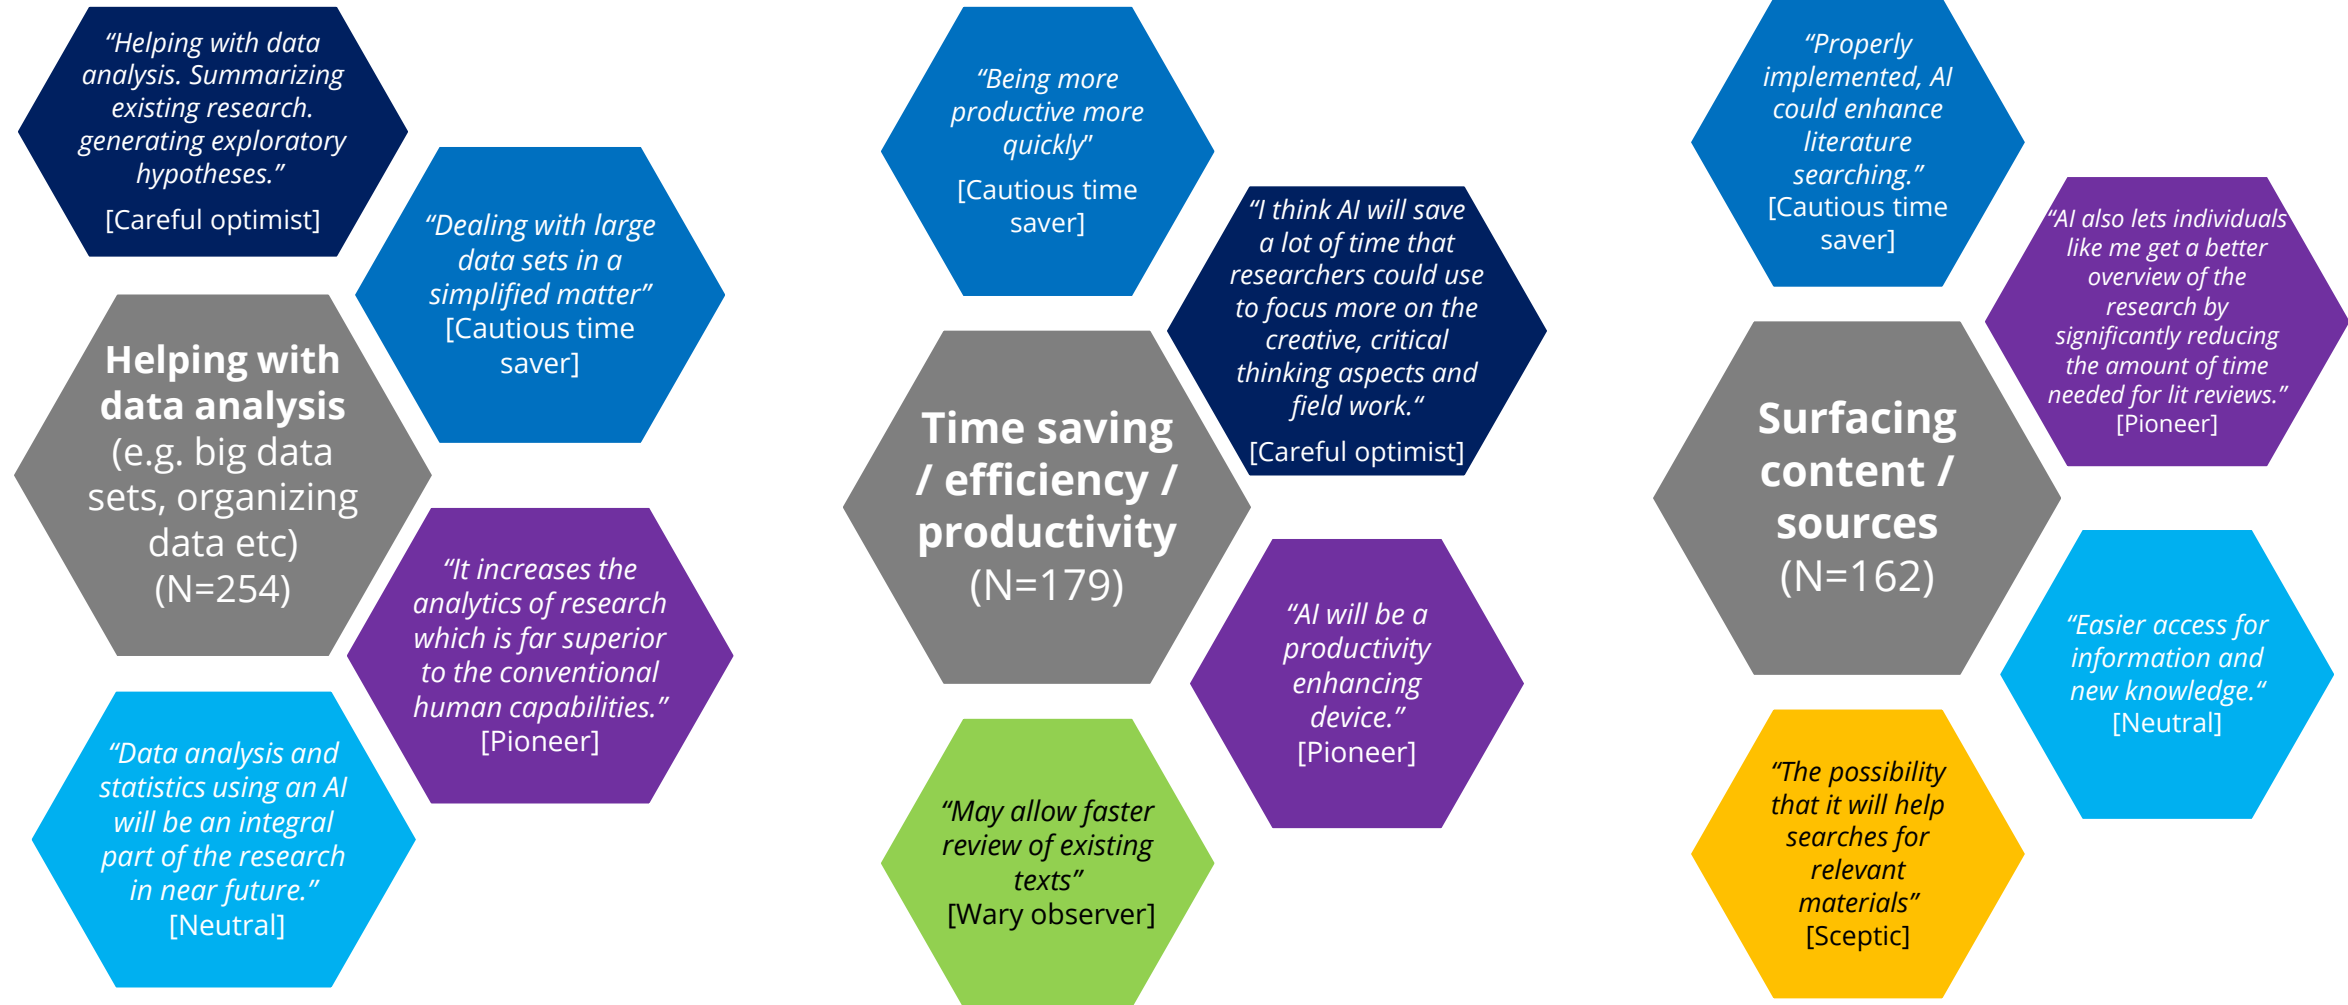 “Helping with data
analysis. Summarizing
existing research.
generating exploratory
hypotheses.”
[Careful optimist]
“Dealing with large
data sets in a
simplified matter”
[Cautious time
saver]
Helping with
data analysis
(e.g. big data
sets, organizing
data etc)
(N=254)
“It increases the
analytics of research
which is far superior
to the conventional
human capabilities.”
[Pioneer]
“Data analysis and
statistics using an AI
will be an integral
part of the research
in near future.”
[Neutral]
“Being more
productive more
quickly”
[Cautious time
saver]
“I think AI will save
a lot of time that
researchers could use
to focus more on the
creative, critical
thinking aspects and
field work.“
[Careful optimist]
Time saving
/ efficiency /
productivity
(N=179)
“AI will be a
productivity
enhancing
device.”
[Pioneer]
“May allow faster
review of existing
texts”
[Wary observer]
“Properly
implemented, AI
could enhance
literature
searching.”
[Cautious time
saver]
“AI also lets individuals
like me get a better
overview of the
research by
significantly reducing
the amount of time
needed for lit reviews.”
[Pioneer]
Surfacing
content /
sources
(N=162)
“Easier access for
information and
new knowledge.“
[Neutral]
“The possibility
that it will help
searches for
relevant
materials”
[Sceptic]